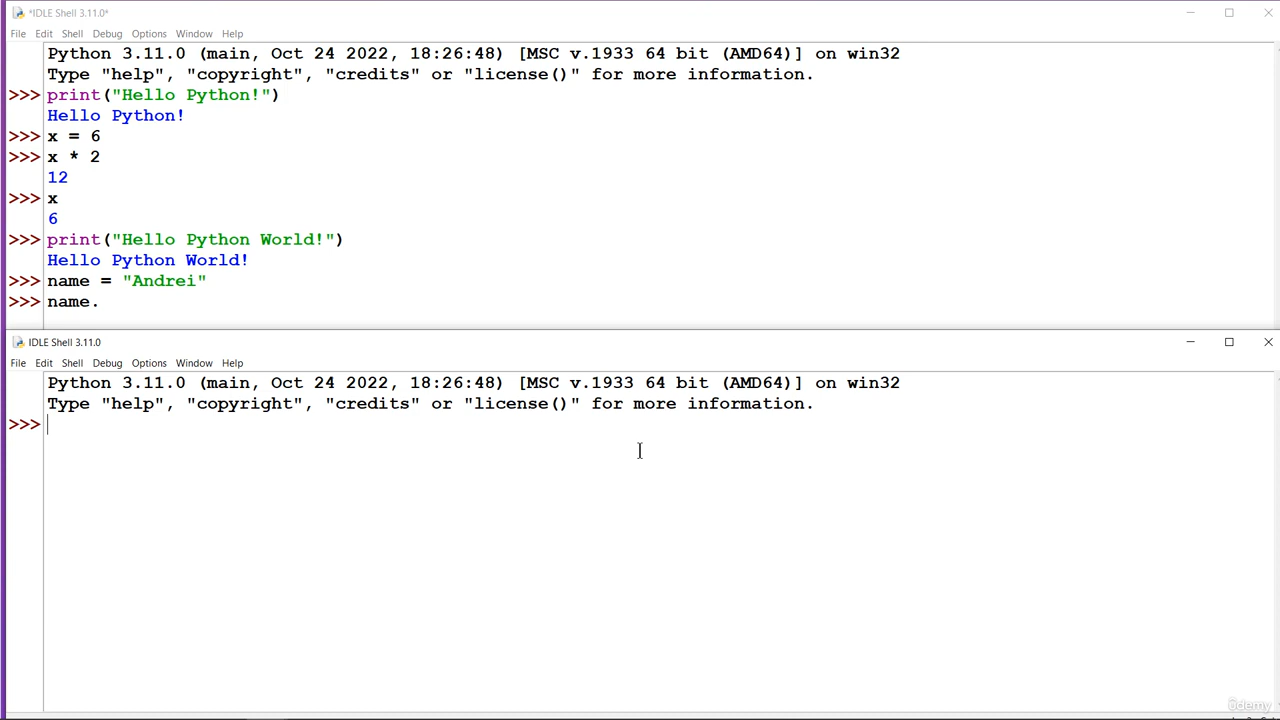 *IDLE Shell 3.11.0*
File Edit Shell Debug Options Window Help
Python 3.11.0 (main, Oct 24 2022, 18:26:48) [MSC v.1933 64 bit (AMD64)] on win32
Type "help", "copyright", "credits" or "license()" for more information.
>>> print("Hello Python!")
Hello Python!
>>> x = 6
>>> x * 2
12
>>> x
6
>>> print("Hello Python World!")
Hello Python World!
>>> name = "Andrei"
>>> name.
IDLE Shell 3.11.0
File Edit Shell Debug Options Window Help
Python 3.11.0 (main, Oct 24 2022, 18:26:48) [MSC v.1933 64 bit (AMD64)] on win32
Type "help", "copyright", "credits" or "license()" for more information.
>>>
ûdemy